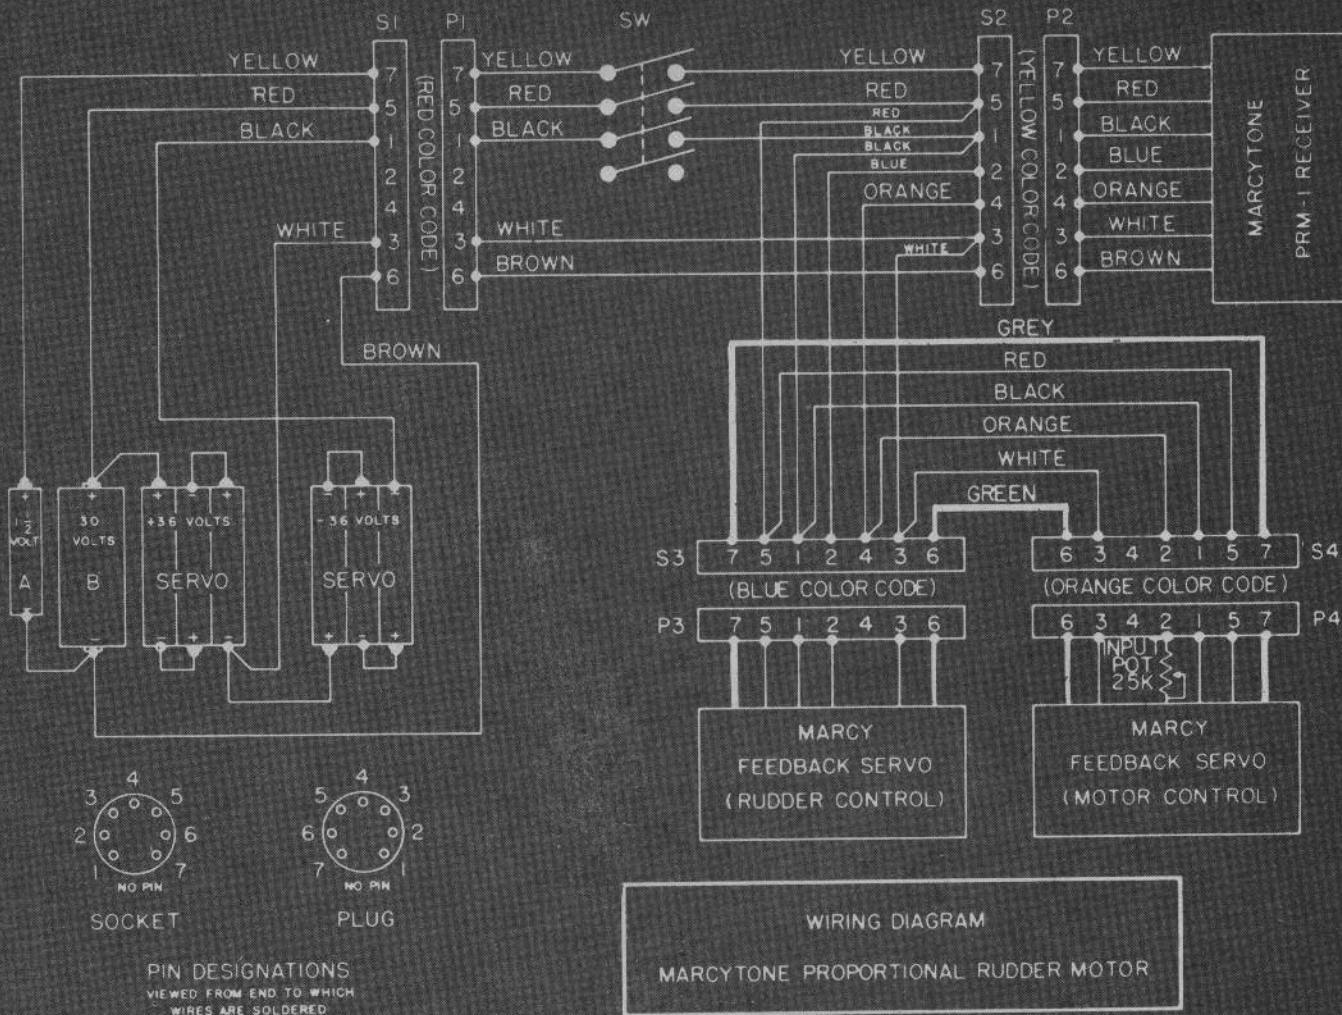 S1 P1 SW S2 P2
YELLOW
RED
BLACK
WHITE
BROWN
7
5
1
2
4
3
6
(RED COLOR CODE)
7
5
1
2
4
3
6
YELLOW
RED
BLACK
WHITE
BROWN
YELLOW
RED
RED
BLACK
BLACK
BLUE
ORANGE
WHITE
7
5
1
2
4
3
6
(YELLOW COLOR CODE)
7
5
1
2
4
3
6
YELLOW
RED
BLACK
BLUE
ORANGE
WHITE
BROWN
MARCYTONE
PRM-1 RECEIVER
GREY
RED
BLACK
ORANGE
WHITE
GREEN
+
1 1/2
VOLT
A
-
+
30
VOLTS
B
-
+ - +
+36 VOLTS
SERVO
- + -
- + -
-36 VOLTS
SERVO
+ - +
S3 7 5 1 2 4 3 6
(BLUE COLOR CODE)
P3 7 5 1 2 4 3 6
MARCY
FEEDBACK SERVO
(RUDDER CONTROL)
6 3 4 2 1 5 7 S4
(ORANGE COLOR CODE)
6 3 4 2 1 5 7 P4
INPUT
POT
25K
MARCY
FEEDBACK SERVO
(MOTOR CONTROL)
4
3 5
2 6
1 7
NO PIN
SOCKET
4
5 3
6 2
7 1
NO PIN
PLUG
PIN DESIGNATIONS
VIEWED FROM END TO WHICH
WIRES ARE SOLDERED
WIRING DIAGRAM
MARCYTONE PROPORTIONAL RUDDER MOTOR